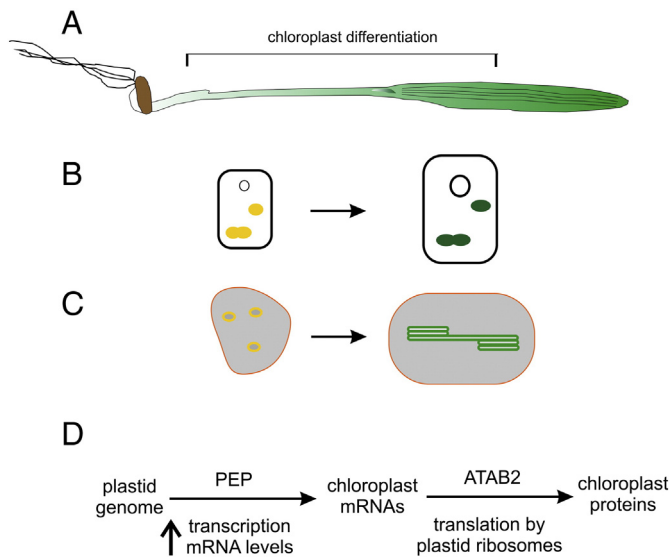 A
chloroplast differentiation
B
C
D
plastid
genome
PEP
transcription
mRNA levels
chloroplast
mRNAs
ATAB2
translation by
plastid ribosomes
chloroplast
proteins